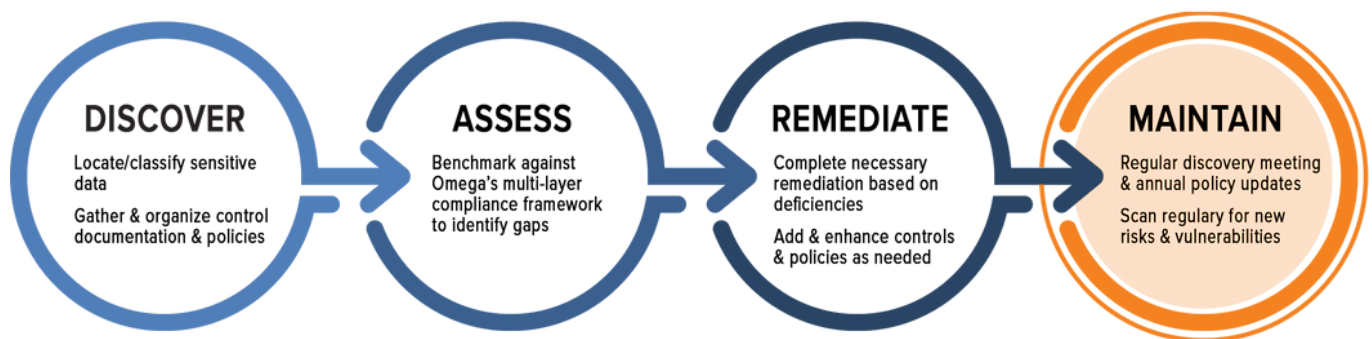 DISCOVER
Locate/classify sensitive
data
Gather & organize control
documentation & policies
ASSESS
Benchmark against
Omega's multi-layer
compliance framework
to identify gaps
REMEDIATE
Complete necessary
remediation based on
deficiencies
Add & enhance controls
& policies as needed
MAINTAIN
Regular discovery meeting
& annual policy updates
Scan regulary for new
risks & vulnerabilities